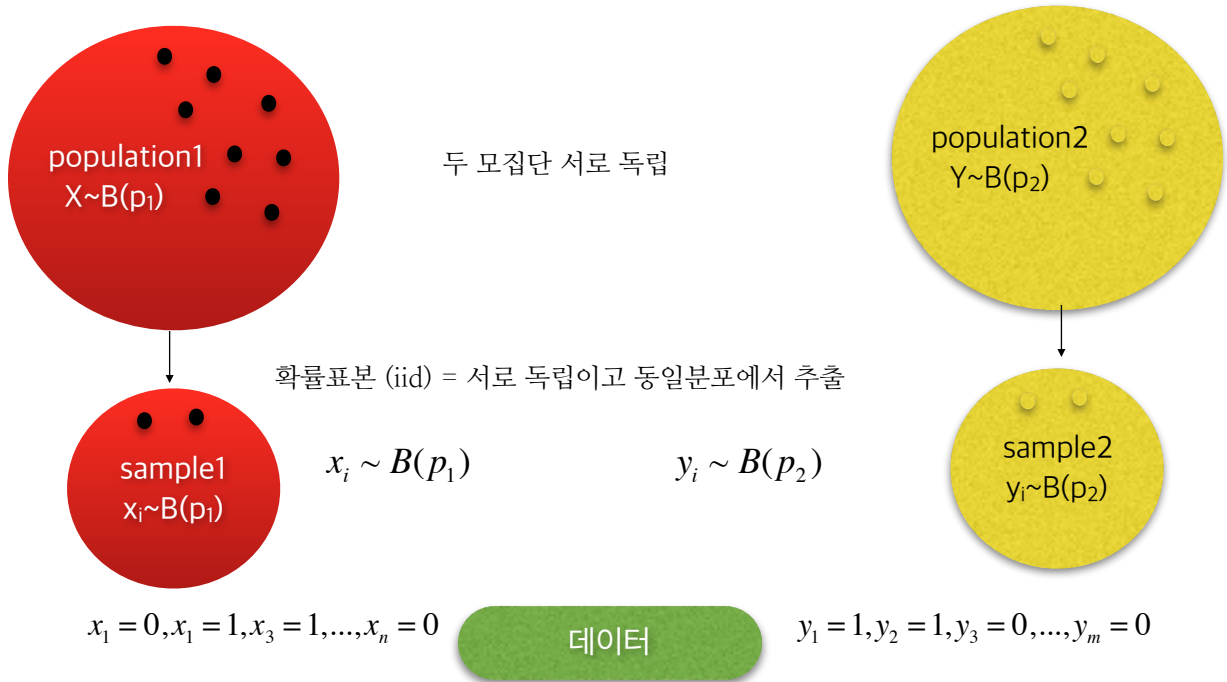 population1
X~B(p₁)
두 모집단 서로 독립
population2
Y~B(p₂)
확률표본 (iid) = 서로 독립이고 동일분포에서 추출
sample1
xᵢ~B(p₁)
xᵢ ~ B(p₁)
yᵢ ~ B(p₂)
sample2
yᵢ~B(p₂)
x₁ = 0, x₁ = 1, x₃ = 1,..., xₙ = 0
데이터
y₁ = 1, y₂ = 1, y₃ = 0,..., yₘ = 0